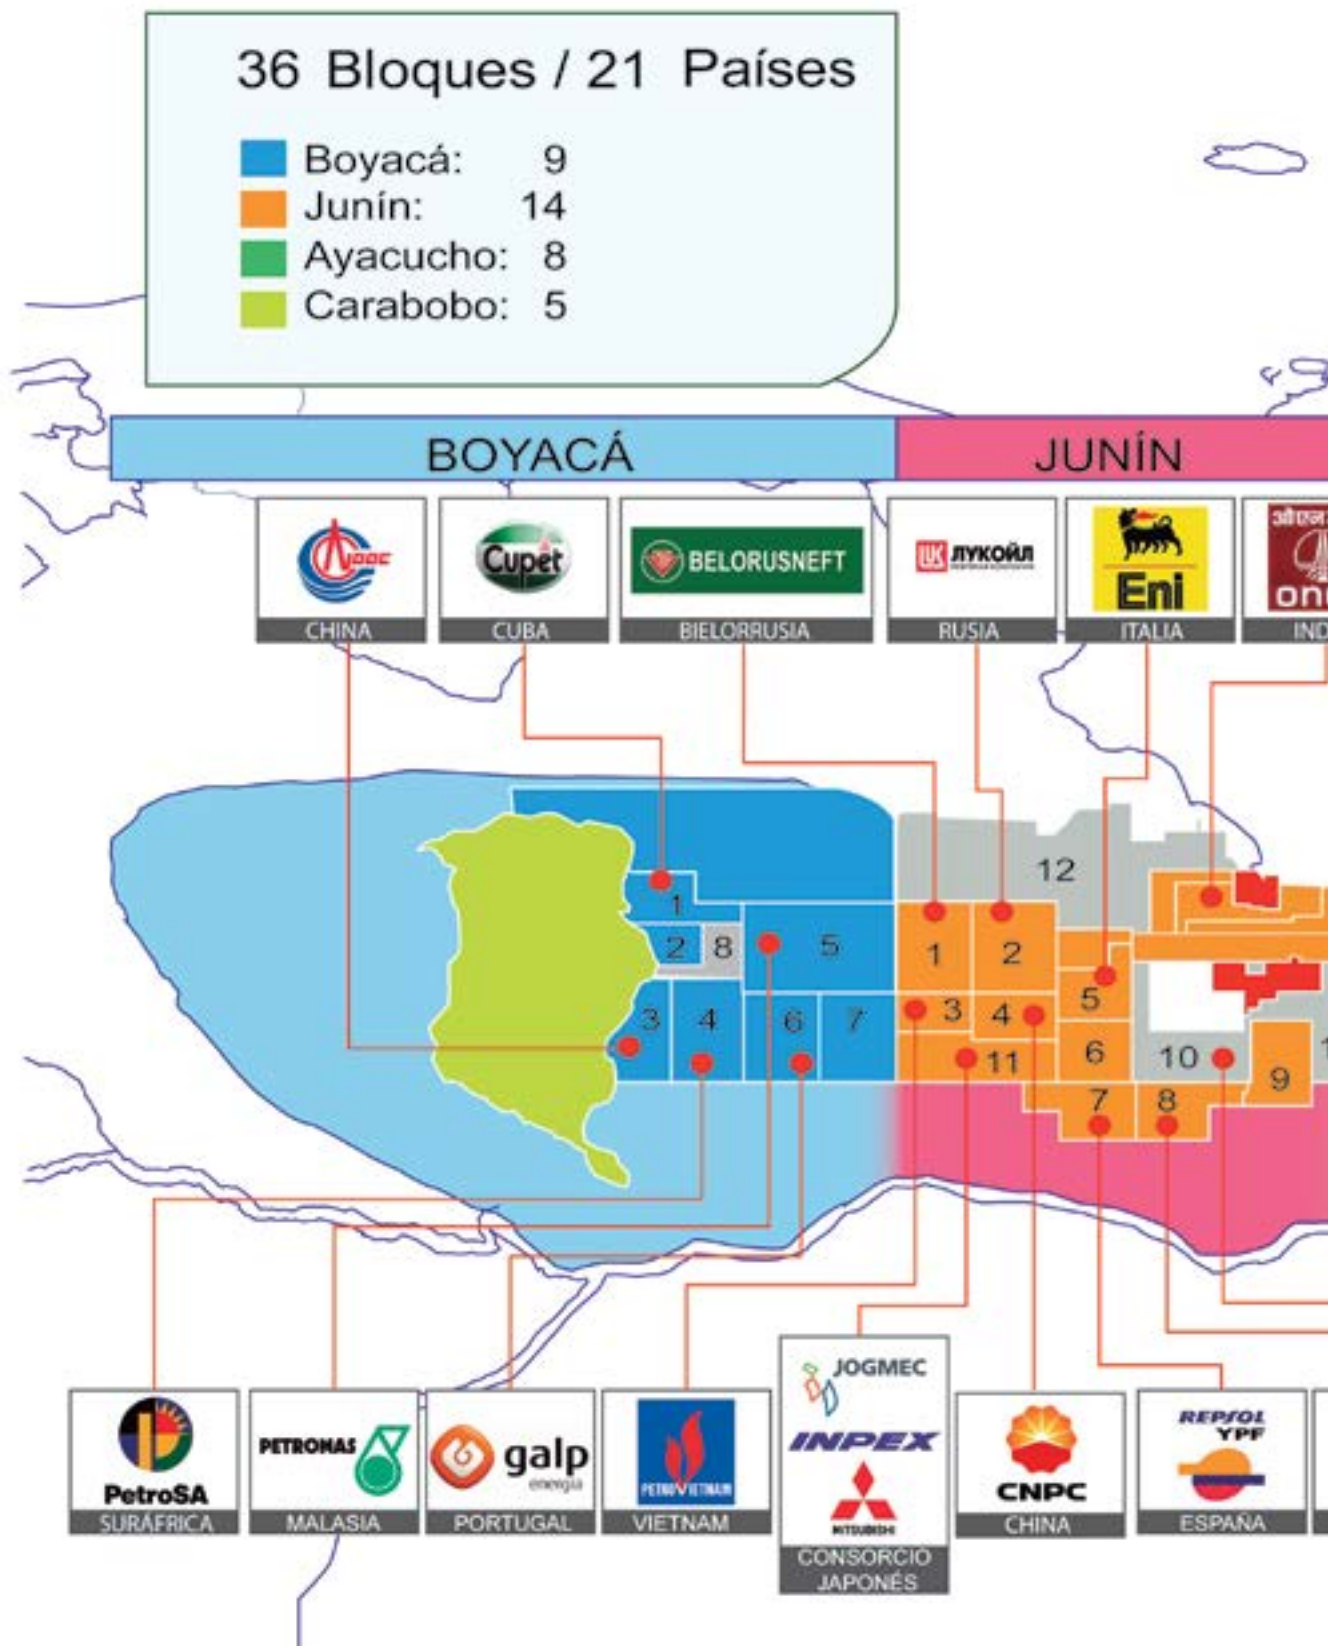 36 Bloques / 21 Países
Boyacá: 9
Junín: 14
Ayacucho: 8
Carabobo: 5
BOYACÁ
JUNÍN
CHINA
Cupet
CUBA
BELORUSNEFT
BIELORRUSIA
ЛУКОЙЛ
RUSIA
Eni
ITALIA
12
1
1
2
2
8
5
5
3
4
6
7
3
4
11
6
10
9
7
8
PetroSA
SURÁFRICA
PETRONAS
MALASIA
galp
energia
PORTUGAL
PETROVIETNAM
VIETNAM
JOGMEC
INPEX
MITSUBISHI
CONSORCIO
JAPONÉS
CNPC
CHINA
REPSOL
YPF
ESPAÑA